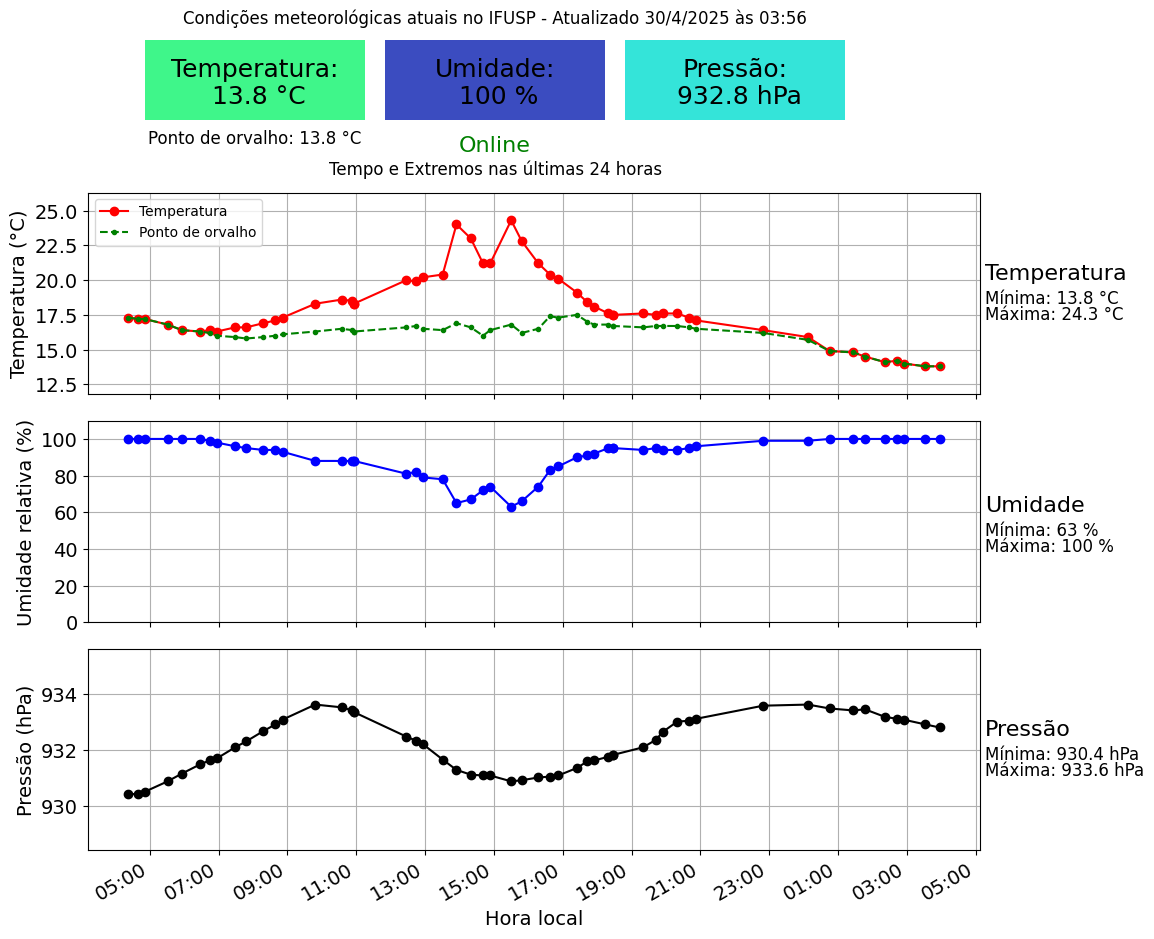 Condições meteorológicas atuais no IFUSP - Atualizado 30/4/2025 às 03:56
Temperatura:
13.8 °C
Umidade:
100 %
Pressão:
932.8 hPa
Ponto de orvalho: 13.8 °C
Online
Tempo e Extremos nas últimas 24 horas
Temperatura (°C)
25.0
22.5
20.0
17.5
15.0
12.5
Temperatura
Ponto de orvalho
Temperatura
Mínima: 13.8 °C
Máxima: 24.3 °C
Umidade relativa (%)
100
80
60
40
20
0
Umidade
Mínima: 63 %
Máxima: 100 %
Pressão (hPa)
934
932
930
Pressão
Mínima: 930.4 hPa
Máxima: 933.6 hPa
05:00
07:00
09:00
11:00
13:00
15:00
17:00
19:00
21:00
23:00
01:00
03:00
05:00
Hora local